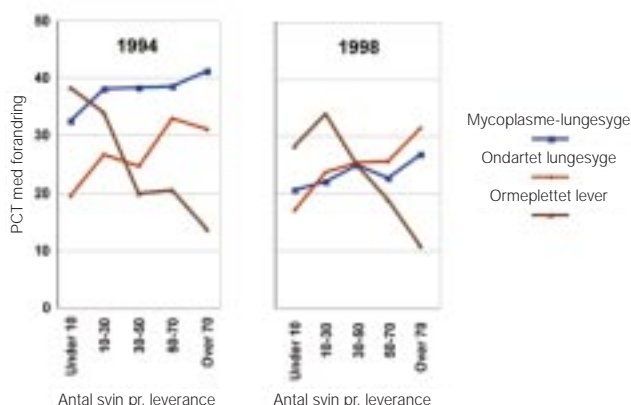 1994
1998
50
40
30
20
10
0
PCT med forandring
Under 10
10-30
30-50
50-70
Over 70
Under 10
10-30
30-50
50-70
Over 70
Antal svin pr. leverance
Antal svin pr. leverance
Mycoplasme-lungesyge
Ondartet lungesyge
Ormeplettet lever